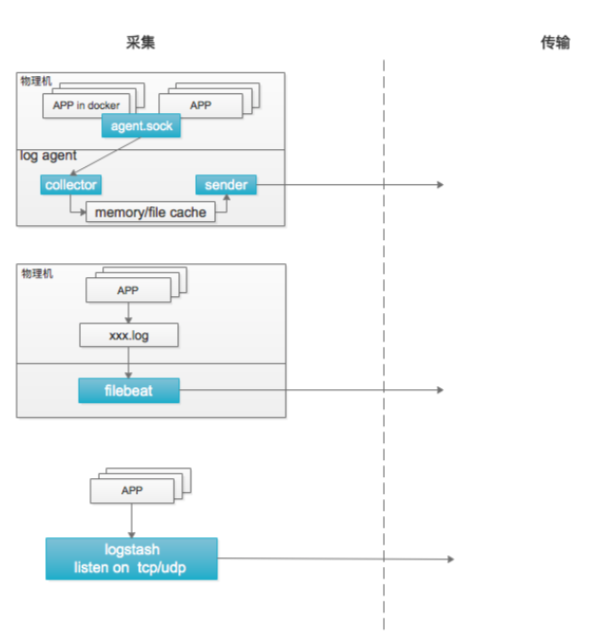 采集
传输
物理机
APP in docker
APP
agent.sock
log agent
collector
sender
memory/file cache
物理机
APP
xxx.log
filebeat
APP
logstash
listen on tcp/udp